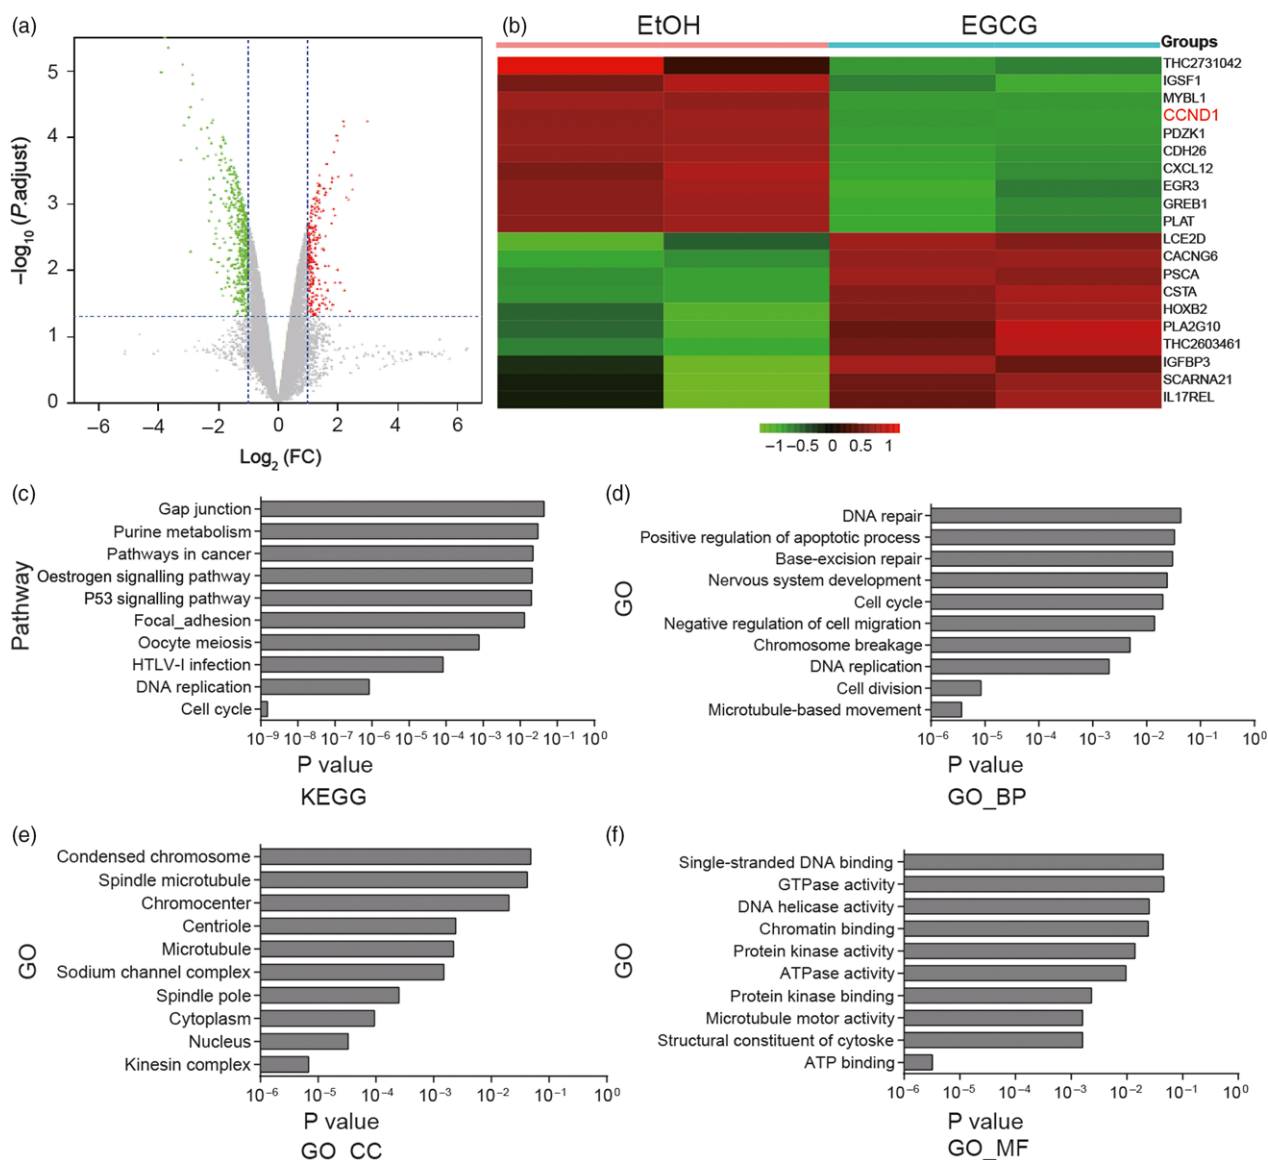 (a)
−log10 (P.adjust)
5
4
3
2
1
0
−6 −4 −2 0 2 4 6
Log2 (FC)
(b)
EtOH EGCG
Groups
THC2731042
IGSF1
MYBL1
CCND1
PDZK1
CDH26
CXCL12
EGR3
GREB1
PLAT
LCE2D
CACNG6
PSCA
CSTA
HOXB2
PLA2G10
THC2603461
IGFBP3
SCARNA21
IL17REL
−1 −0.5 0 0.5 1
(c)
Pathway
Gap junction
Purine metabolism
Pathways in cancer
Oestrogen signalling pathway
P53 signalling pathway
Focal_adhesion
Oocyte meiosis
HTLV-I infection
DNA replication
Cell cycle
10−9 10−8 10−7 10−6 10−5 10−4 10−3 10−2 10−1 100
P value
KEGG
(d)
GO
DNA repair
Positive regulation of apoptotic process
Base-excision repair
Nervous system development
Cell cycle
Negative regulation of cell migration
Chromosome breakage
DNA replication
Cell division
Microtubule-based movement
10−6 10−5 10−4 10−3 10−2 10−1 100
P value
GO_BP
(e)
GO
Condensed chromosome
Spindle microtubule
Chromocenter
Centriole
Microtubule
Sodium channel complex
Spindle pole
Cytoplasm
Nucleus
Kinesin complex
10−6 10−5 10−4 10−3 10−2 10−1 100
P value
GO_CC
(f)
GO
Single-stranded DNA binding
GTPase activity
DNA helicase activity
Chromatin binding
Protein kinase activity
ATPase activity
Protein kinase binding
Microtubule motor activity
Structural constituent of cytoske
ATP binding
10−6 10−5 10−4 10−3 10−2 10−1 100
P value
GO_MF